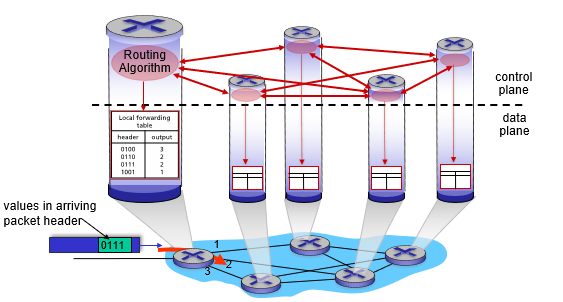 Routing
Algorithm
control
plane
data
plane
Local forwarding
table
header output
0100 3
0110 2
0111 2
1001 1
values in arriving
packet header
0111
1
2
3